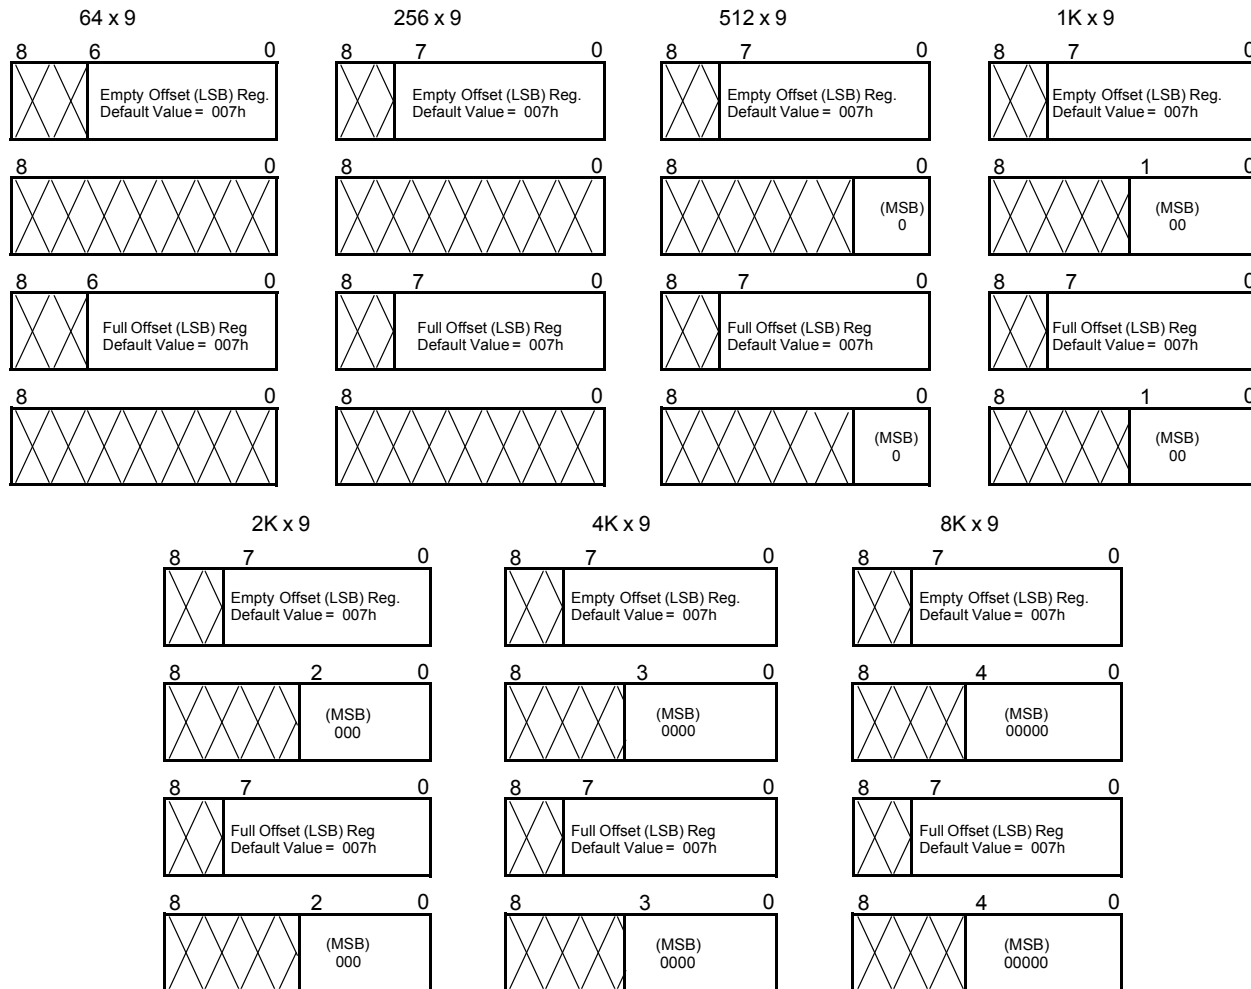 64 x 9 256 x 9 512 x 9 1K x 9
8 6 0 8 7 0 8 7 0 8 7 0
Empty Offset (LSB) Reg. Empty Offset (LSB) Reg. Empty Offset (LSB) Reg. Empty Offset (LSB) Reg.
Default Value = 007h Default Value = 007h Default Value = 007h Default Value = 007h
8 0 8 0 8 0 8 1 0
(MSB) (MSB)
0 00
8 6 0 8 7 0 8 7 0 8 7 0
Full Offset (LSB) Reg Full Offset (LSB) Reg Full Offset (LSB) Reg Full Offset (LSB) Reg
Default Value = 007h Default Value = 007h Default Value = 007h Default Value = 007h
8 0 8 0 8 0 8 1 0
(MSB) (MSB)
0 00
2K x 9 4K x 9 8K x 9
8 7 0 8 7 0 8 7 0
Empty Offset (LSB) Reg. Empty Offset (LSB) Reg. Empty Offset (LSB) Reg.
Default Value = 007h Default Value = 007h Default Value = 007h
8 2 0 8 3 0 8 4 0
(MSB) (MSB) (MSB)
000 0000 00000
8 7 0 8 7 0 8 7 0
Full Offset (LSB) Reg Full Offset (LSB) Reg Full Offset (LSB) Reg
Default Value = 007h Default Value = 007h Default Value = 007h
8 2 0 8 3 0 8 4 0
(MSB) (MSB) (MSB)
000 0000 00000